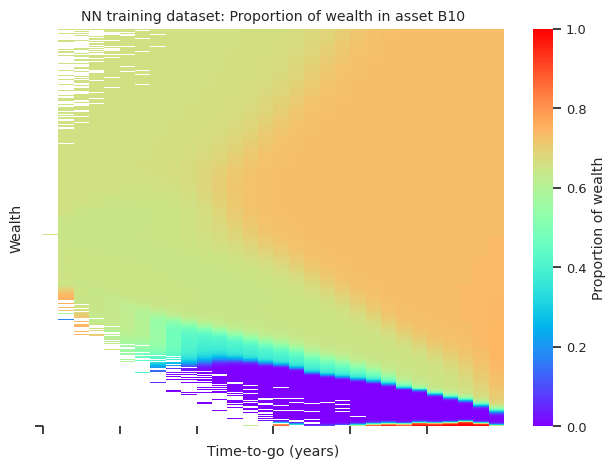 NN training dataset: Proportion of wealth in asset B10
Wealth
Time-to-go (years)
1.0
0.8
0.6
0.4
0.2
0.0
Proportion of wealth